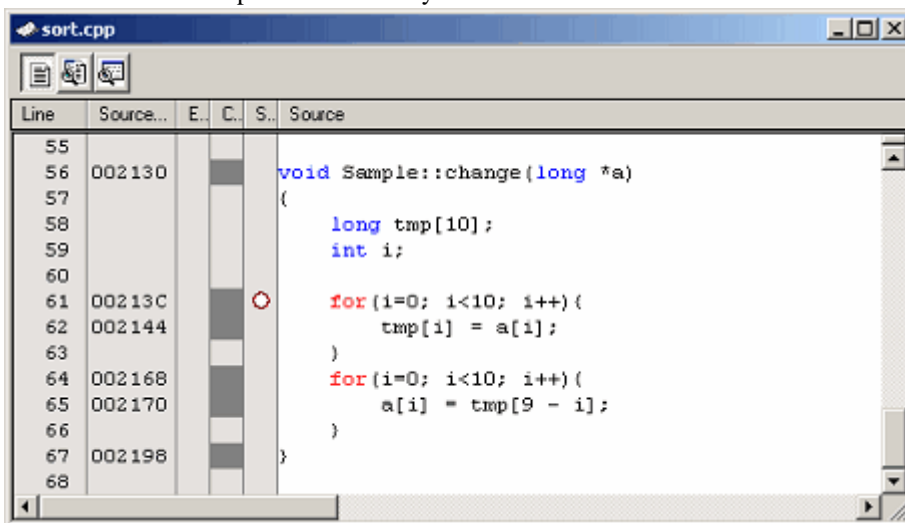 sort.cpp
Line Source... E.. C.. S.. Source
55
56 002130 void Sample::change(long *a)
57 {
58 long tmp[10];
59 int i;
60
61 00213C for(i=0; i<10; i++){
62 002144 tmp[i] = a[i];
63 }
64 002168 for(i=0; i<10; i++){
65 002170 a[i] = tmp[9 - i];
66 }
67 002198 }
68